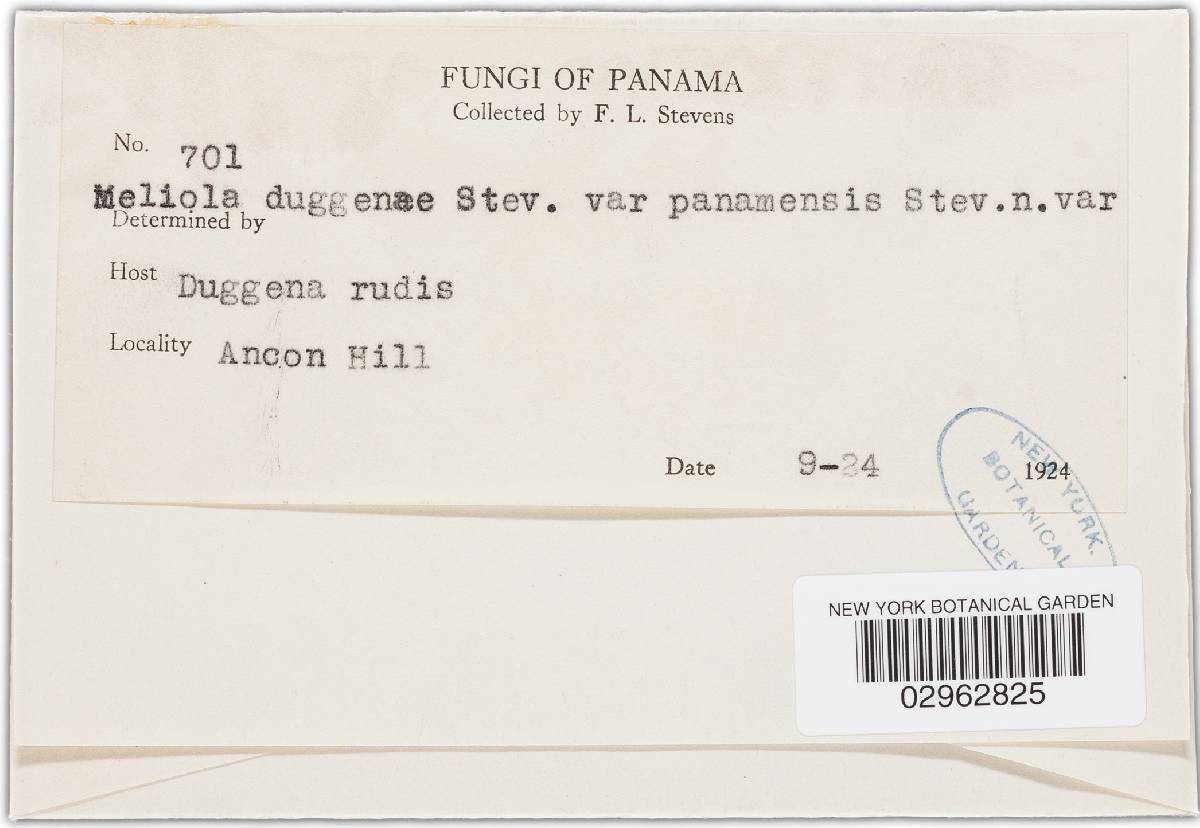 FUNGI OF PANAMA
Collected by F. L. Stevens
No. 701
Meliola duggenae Stev. var panamensis Stev.n.var
Determined by
Host Duggena rudis
Locality Ancon Hill
Date 9-24 1924
NEW YORK
BOTANICAL
GARDEN
NEW YORK BOTANICAL GARDEN
02962825